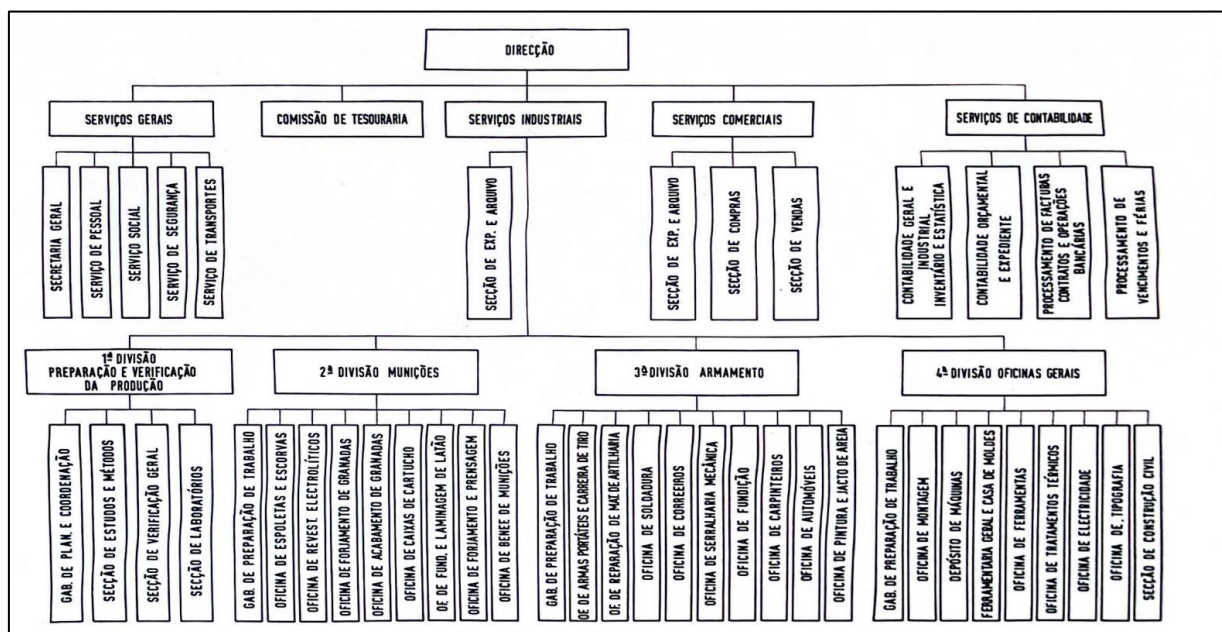 DIRECÇÃO
SERVIÇOS GERAIS
COMISSÃO DE TESOURARIA
SERVIÇOS INDUSTRIAIS
SERVIÇOS COMERCIAIS
SERVIÇOS DE CONTABILIDADE
SECRETARIA GERAL
SERVIÇO DE PESSOAL
SERVIÇO SOCIAL
SERVIÇO DE SEGURANÇA
SERVIÇO DE TRANSPORTES
SECÇÃO DE EXP. E ARQUIVO
SECÇÃO DE EXP. E ARQUIVO
SECÇÃO DE COMPRAS
SECÇÃO DE VENDAS
CONTABILIDADE GERAL E
INDUSTRIAL
INVENTÁRIO E ESTATÍSTICA
CONTABILIDADE ORÇAMENTAL
E EXPEDIENTE
PROCESSAMENTO DE FACTURAS
CONTRATOS E OPERAÇÕES
BANCÁRIAS
PROCESSAMENTO DE
VENCIMENTOS E FÉRIAS
1ª DIVISÃO
PREPARAÇÃO E VERIFICAÇÃO
DA PRODUÇÃO
2ª DIVISÃO MUNIÇÕES
3ª DIVISÃO ARMAMENTO
4ª DIVISÃO OFICINAS GERAIS
GAB. DE PLAN. E COORDENAÇÃO
SECÇÃO DE ESTUDOS E MÉTODOS
SECÇÃO DE VERIFICAÇÃO GERAL
SECÇÃO DE LABORATÓRIOS
GAB. DE PREPARAÇÃO DE TRABALHO
OFICINA DE ESPOLETAS E ESCORVAS
OFICINA DE REVEST. ELECTROLÍTICOS
OFICINA DE FORJAMENTO DE GRANADAS
OFICINA DE ACABAMENTO DE GRANADAS
OFICINA DE CAIXAS DE CARTUCHO
OF. DE FUND. E LAMINAGEM DE LATÃO
OFICINA DE FORJAMENTO E PRENSAGEM
OFICINA DE BENEF. DE MUNIÇÕES
GAB. DE PREPARAÇÃO DE TRABALHO
OF. DE ARMAS PORTÁTEIS E CARREIRA DE TIRO
OF. DE REPARAÇÃO DE MAT. DE ARTILHARIA
OFICINA DE SOLDADURA
OFICINA DE CORREEIROS
OFICINA DE SERRALHARIA MECÂNICA
OFICINA DE FUNDIÇÃO
OFICINA DE CARPINTEIROS
OFICINA DE AUTOMÓVEIS
OFICINA DE PINTURA E JACTO DE AREIA
GAB. DE PREPARAÇÃO DE TRABALHO
OFICINA DE MONTAGEM
DEPÓSITO DE MÁQUINAS
FERRAMENTARIA GERAL E CASA DE MOLDES
OFICINA DE FERRAMENTAS
OFICINA DE TRATAMENTOS TÉRMICOS
OFICINA DE ELECTRICIDADE
OFICINA DE TIPOGRAFIA
SECÇÃO DE CONSTRUÇÃO CIVIL